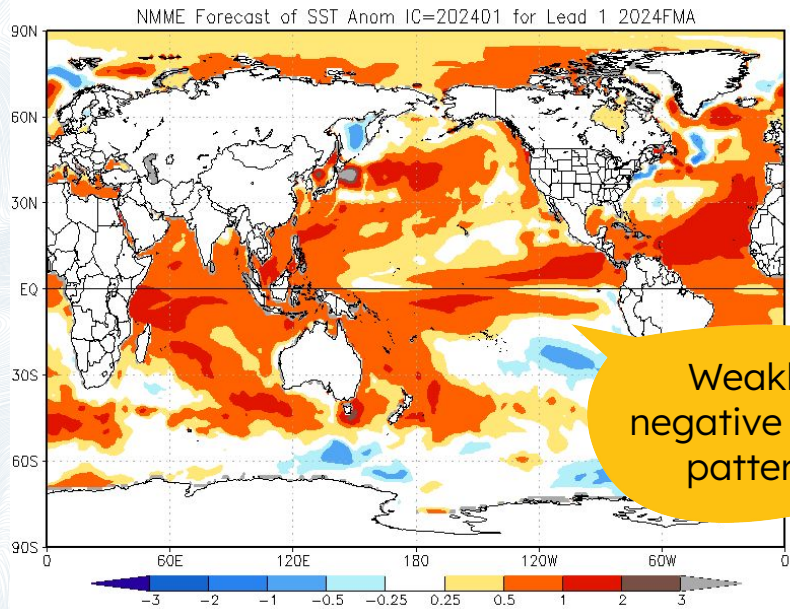 NMME Forecast of SST Anom IC=202401 for Lead 1 2024FMA
90N
60N
30N
EQ
30S
60S
90S
0 60E 120E 180 120W 60W 0
negative
patter
-3 -2 -1 -0.5 -0.25 0.25 0.5 1 2 3